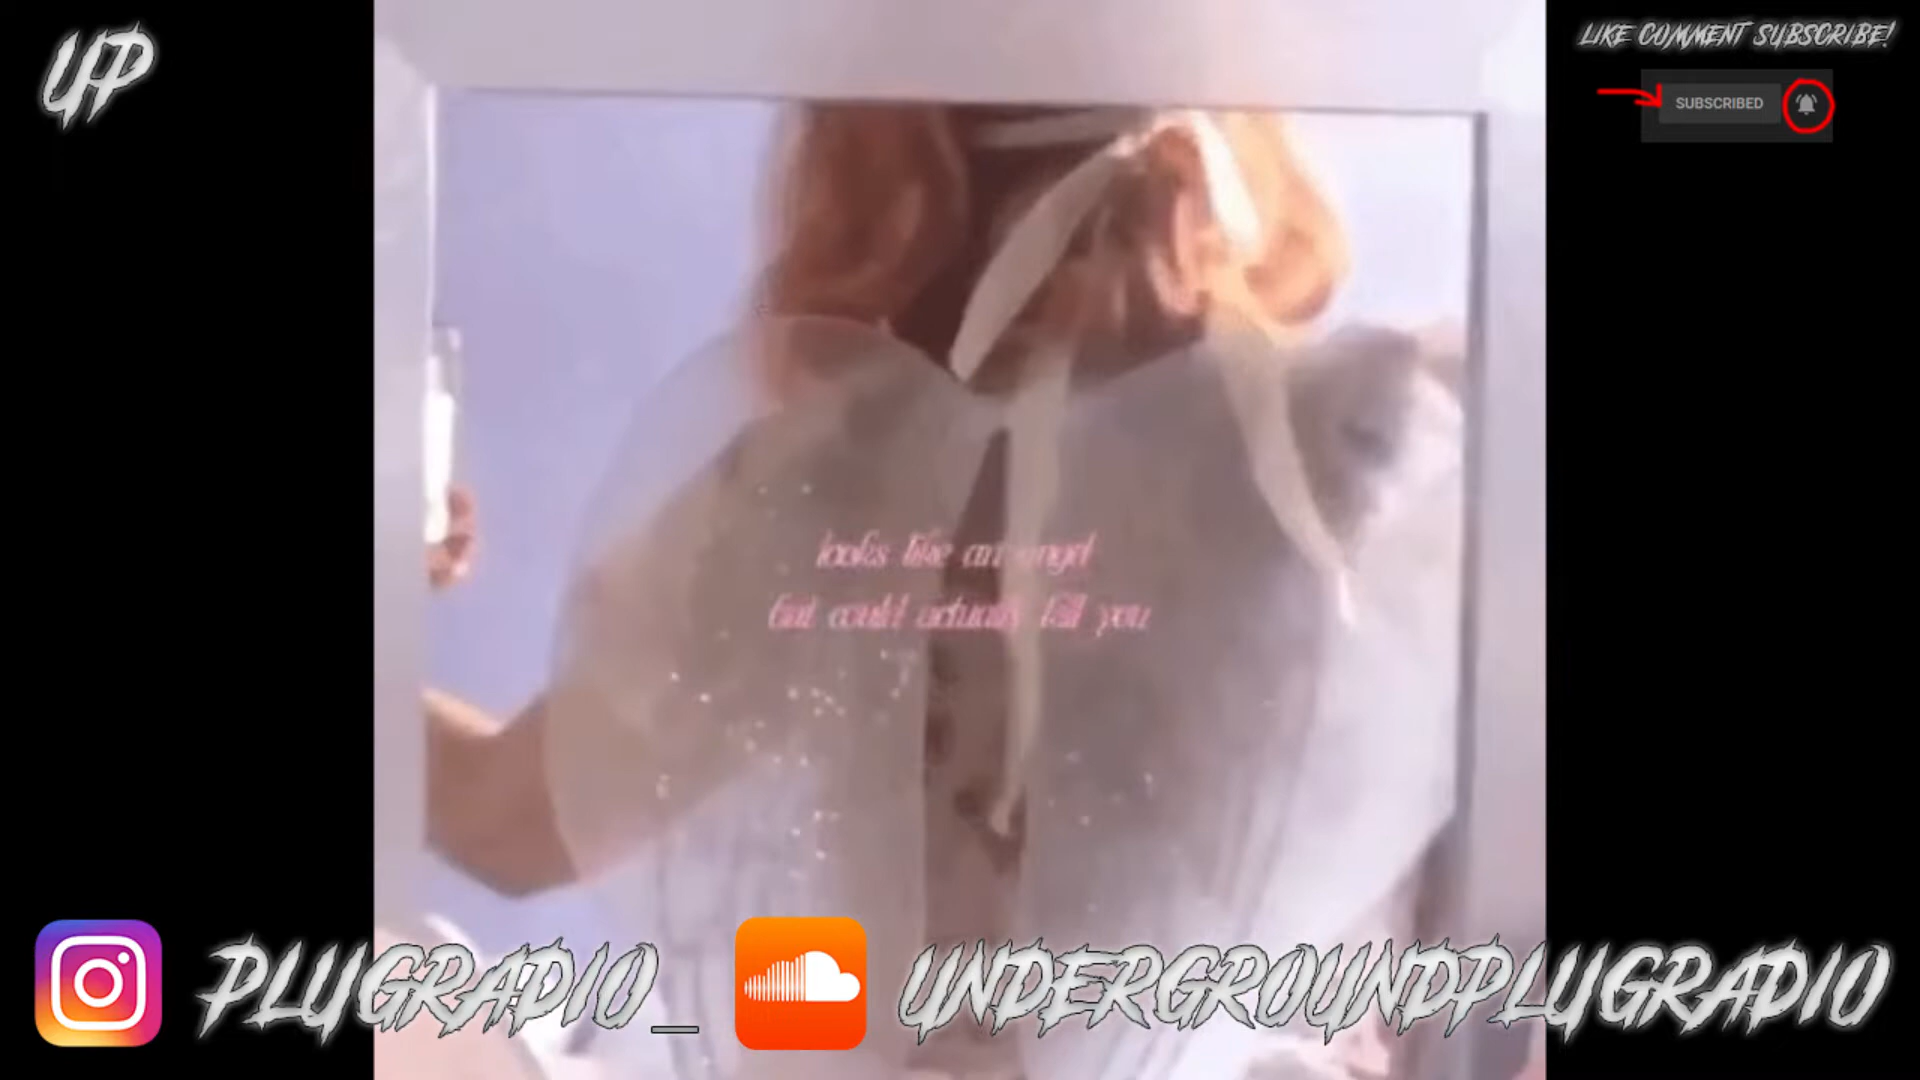 UP
LIKE COMMENT SUBSCRIBE!
SUBSCRIBED
looks like an angel
but could actually kill you
PLUGRADIO_
UNDERGROUNDPLUGRADIO